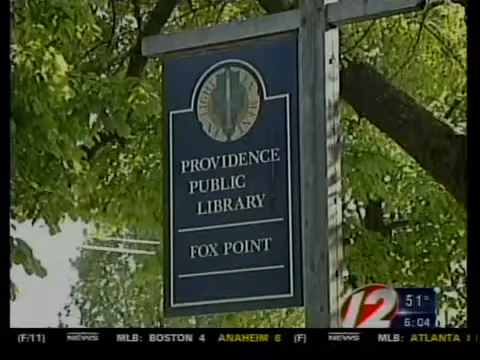 PROVIDENCE
PUBLIC
LIBRARY
FOX POINT
12
51°
6:04
(F/11) NEWS MLB: BOSTON 4 ANAHEIM 6 (F) NEWS MLB: ATLANTA